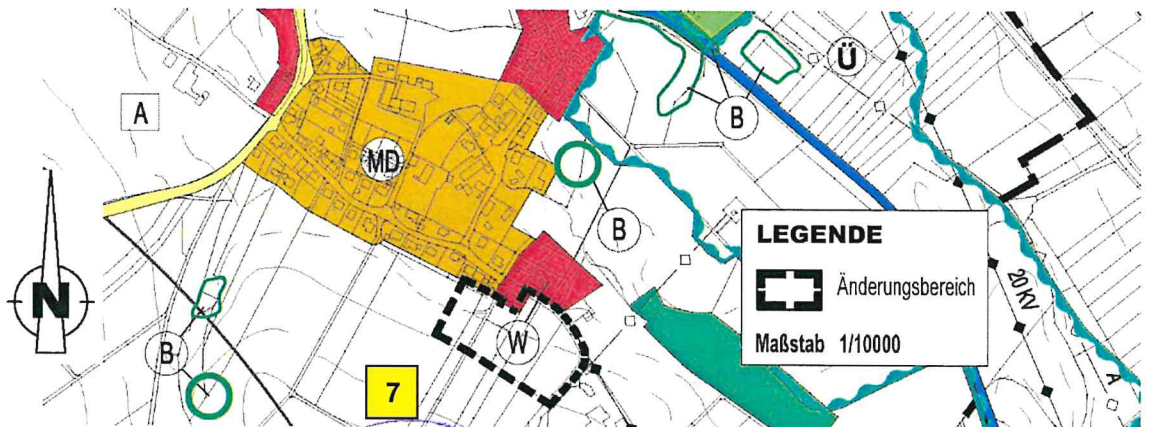 A
MD
B
Ü
B
N
B
W
7
LEGENDE
Änderungsbereich
Maßstab 1/10000
20 KV
A